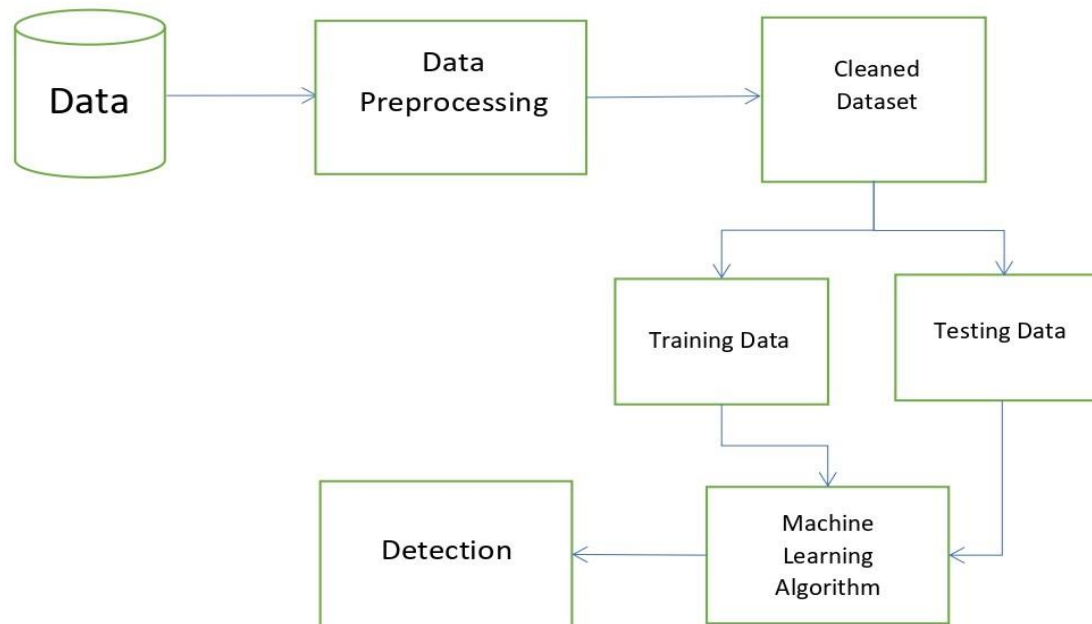 Data
Data
Preprocessing
Cleaned
Dataset
Training Data
Testing Data
Machine
Learning
Algorithm
Detection